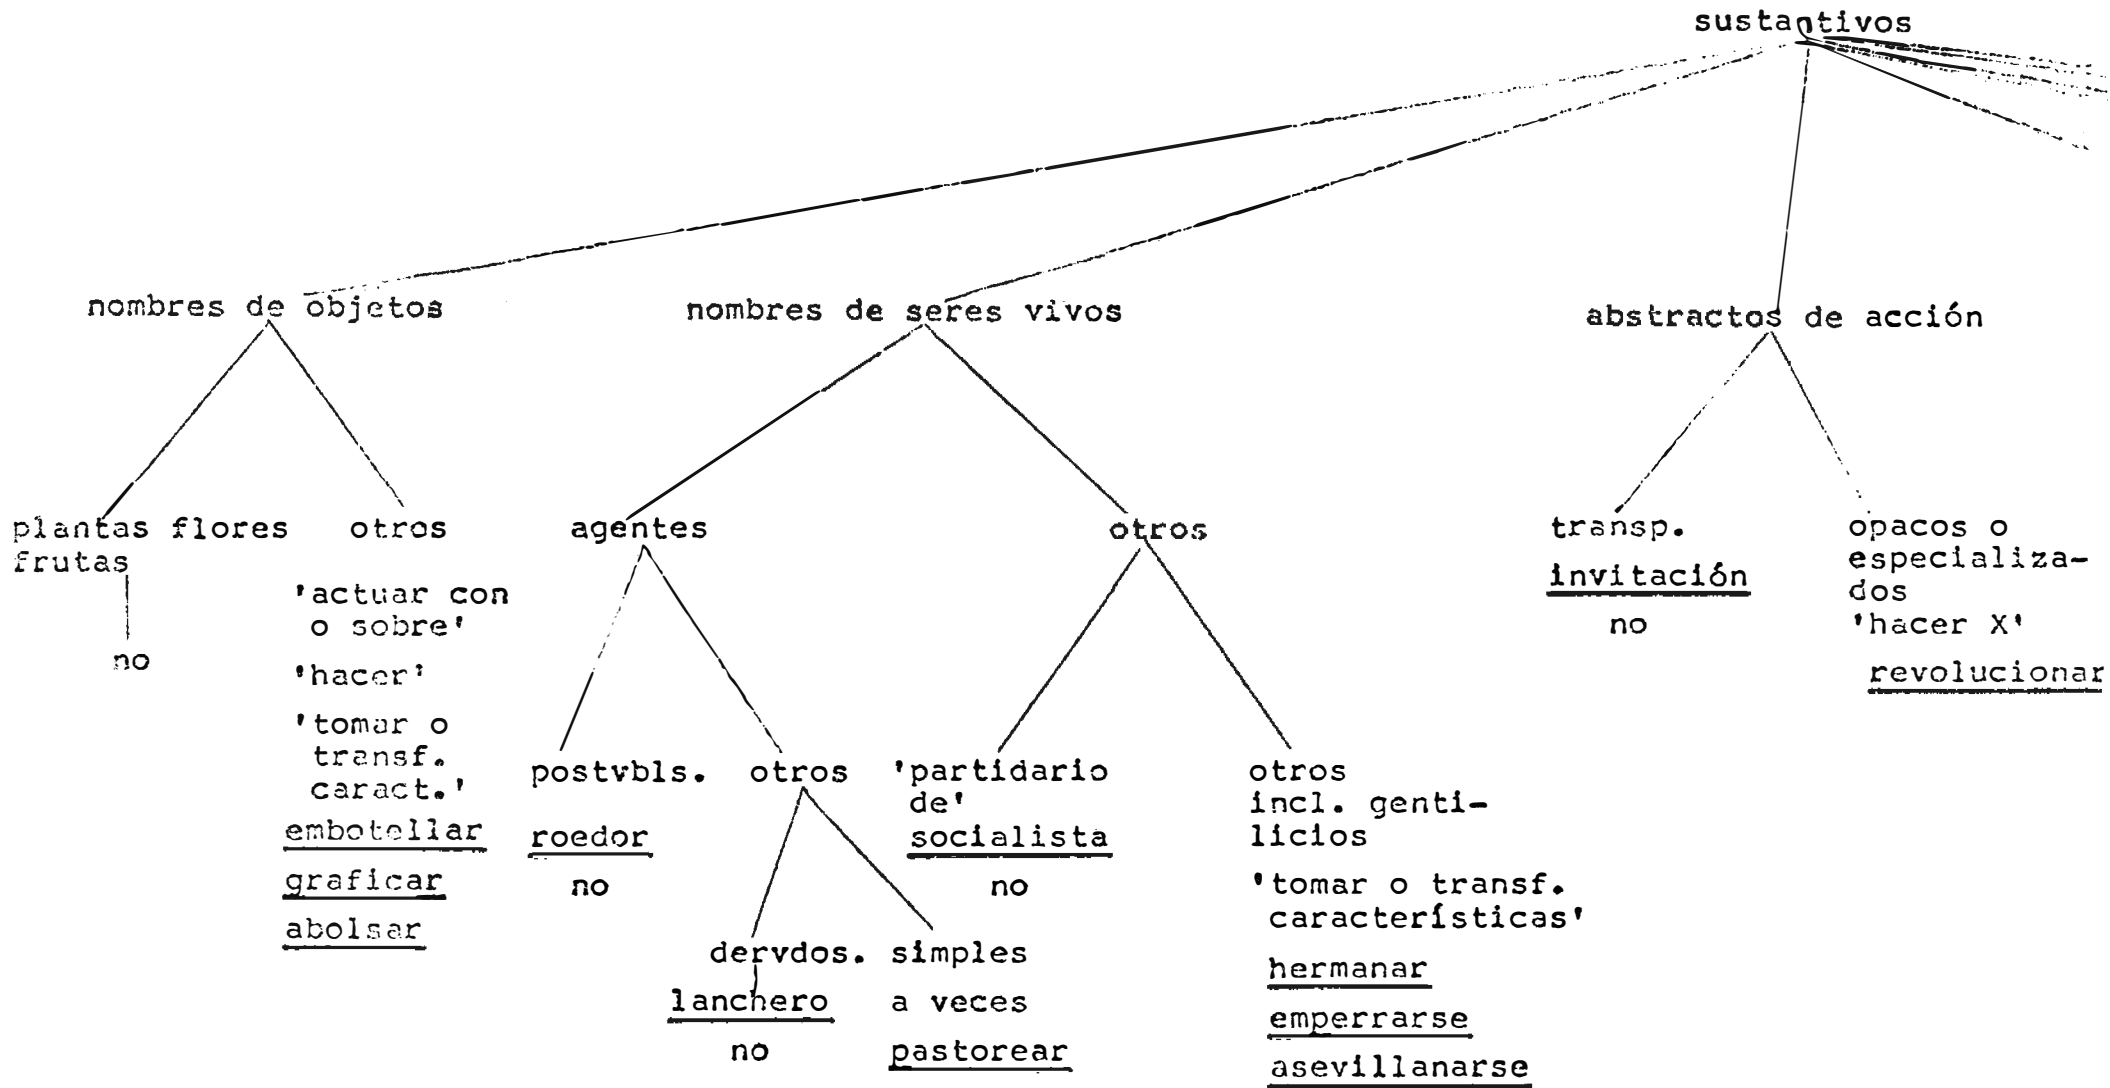 sustantivos
nombres de objetos
nombres de seres vivos
abstractos de acción
plantas flores
frutas
no
otros
'actuar con
o sobre'
'hacer'
'tomar o
transf.
caract.'
embotellar
graficar
abolsar
agentes
postvbls.
roedor
no
otros
dervdos.
lanchero
no
simples
a veces
pastorear
otros
'partidario
de'
socialista
no
otros
incl. genti-
licios
'tomar o transf.
características'
hermanar
emperrarse
asevillanarse
transp.
invitación
no
opacos o
especializa-
dos
'hacer X'
revolucionar